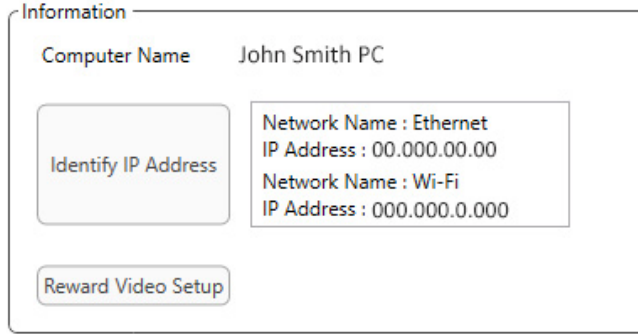 Information
Computer Name John Smith PC
Identify IP Address
Network Name : Ethernet
IP Address : 00.000.00.00
Network Name : Wi-Fi
IP Address : 000.000.0.000
Reward Video Setup